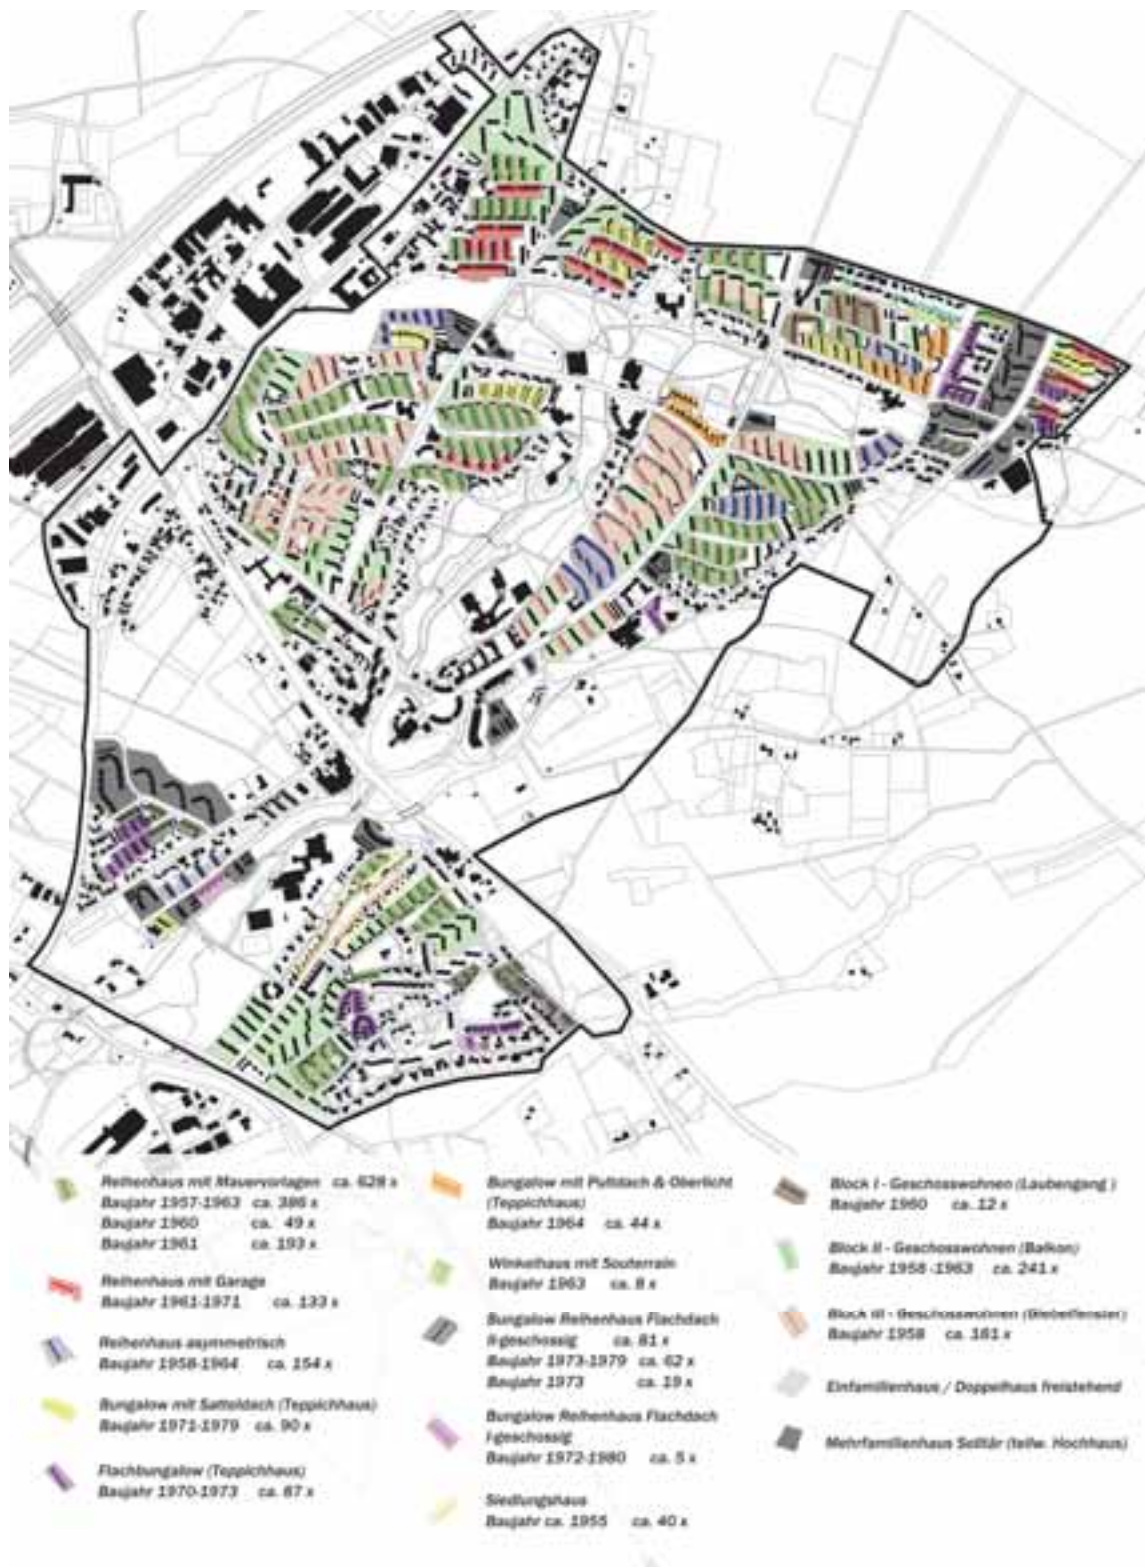 Reihenhaus mit Mauervorlagen ca. 628 x
Baujahr 1957-1963 ca. 386 x
Baujahr 1960 ca. 49 x
Baujahr 1961 ca. 193 x
Reihenhaus mit Garage
Baujahr 1961-1971 ca. 133 x
Reihenhaus asymmetrisch
Baujahr 1958-1964 ca. 154 x
Bungalow mit Satteldach (Teppichhaus)
Baujahr 1971-1979 ca. 90 x
Flachbungalow (Teppichhaus)
Baujahr 1970-1973 ca. 67 x
Bungalow mit Pultdach & Oberlicht
(Teppichhaus)
Baujahr 1964 ca. 44 x
Winkelhaus mit Souterrain
Baujahr 1963 ca. 8 x
Bungalow Reihenhaus Flachdach
II-geschossig ca. 81 x
Baujahr 1973-1979 ca. 62 x
Baujahr 1973 ca. 19 x
Bungalow Reihenhaus Flachdach
I-geschossig
Baujahr 1972-1980 ca. 5 x
Siedlungshaus
Baujahr ca. 1955 ca. 40 x
Block I - Geschosswohnen (Laubengang )
Baujahr 1960 ca. 12 x
Block II - Geschosswohnen (Balkon)
Baujahr 1958 -1963 ca. 241 x
Block III - Geschosswohnen (Giebelfenster)
Baujahr 1958 ca. 161 x
Einfamilienhaus / Doppelhaus freistehend
Mehrfamilienhaus Solitär (teilw. Hochhaus)